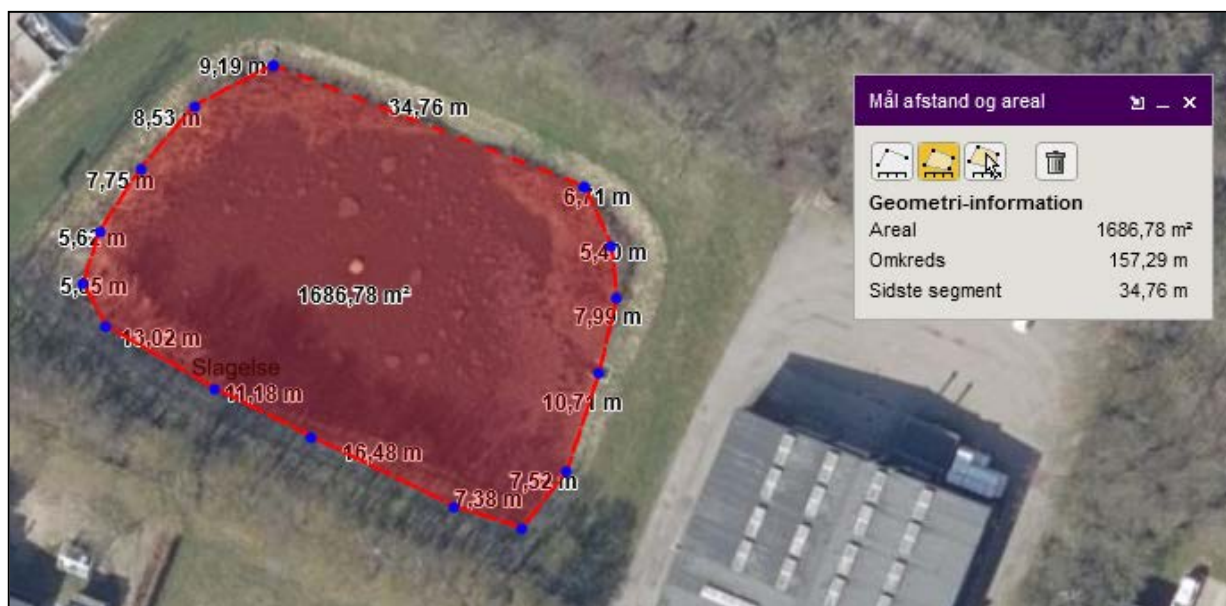 9,19 m
34,76 m
8,53 m
7,75 m
6,71 m
5,62 m
5,40 m
5,05 m
1686,78 m²
7,99 m
13,02 m
Slagelse
11,18 m
10,71 m
16,48 m
7,52 m
7,38 m
Mål afstand og areal
Geometri-information
Areal 1686,78 m²
Omkreds 157,29 m
Sidste segment 34,76 m